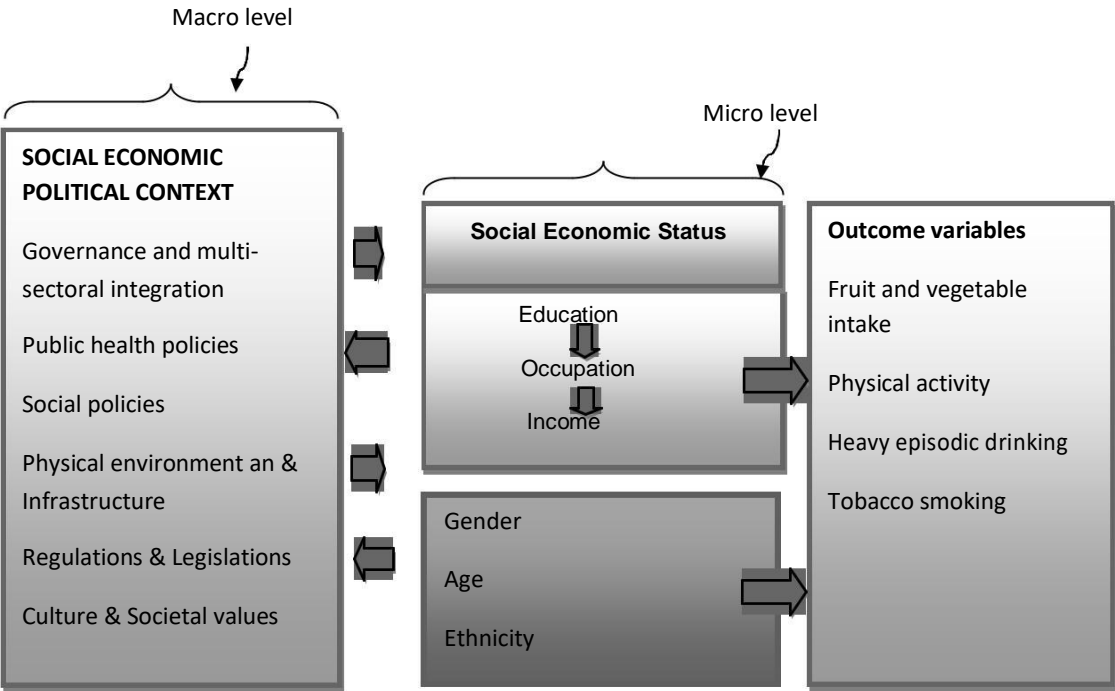 Macro level
Micro level
SOCIAL ECONOMIC
POLITICAL CONTEXT
Governance and multi-
sectoral integration
Public health policies
Social policies
Physical environment an &
Infrastructure
Regulations & Legislations
Culture & Societal values
Social Economic Status
Education
Occupation
Income
Gender
Age
Ethnicity
Outcome variables
Fruit and vegetable
intake
Physical activity
Heavy episodic drinking
Tobacco smoking